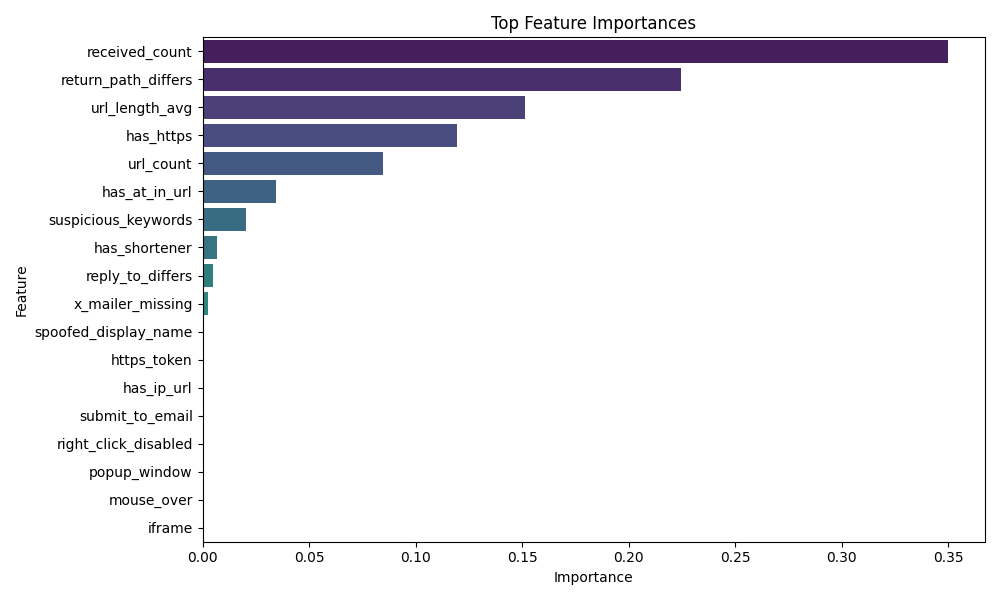 Top Feature Importances
Feature
received_count
return_path_differs
url_length_avg
has_https
url_count
has_at_in_url
suspicious_keywords
has_shortener
reply_to_differs
x_mailer_missing
spoofed_display_name
https_token
has_ip_url
submit_to_email
right_click_disabled
popup_window
mouse_over
iframe
0.00 0.05 0.10 0.15 0.20 0.25 0.30 0.35
Importance